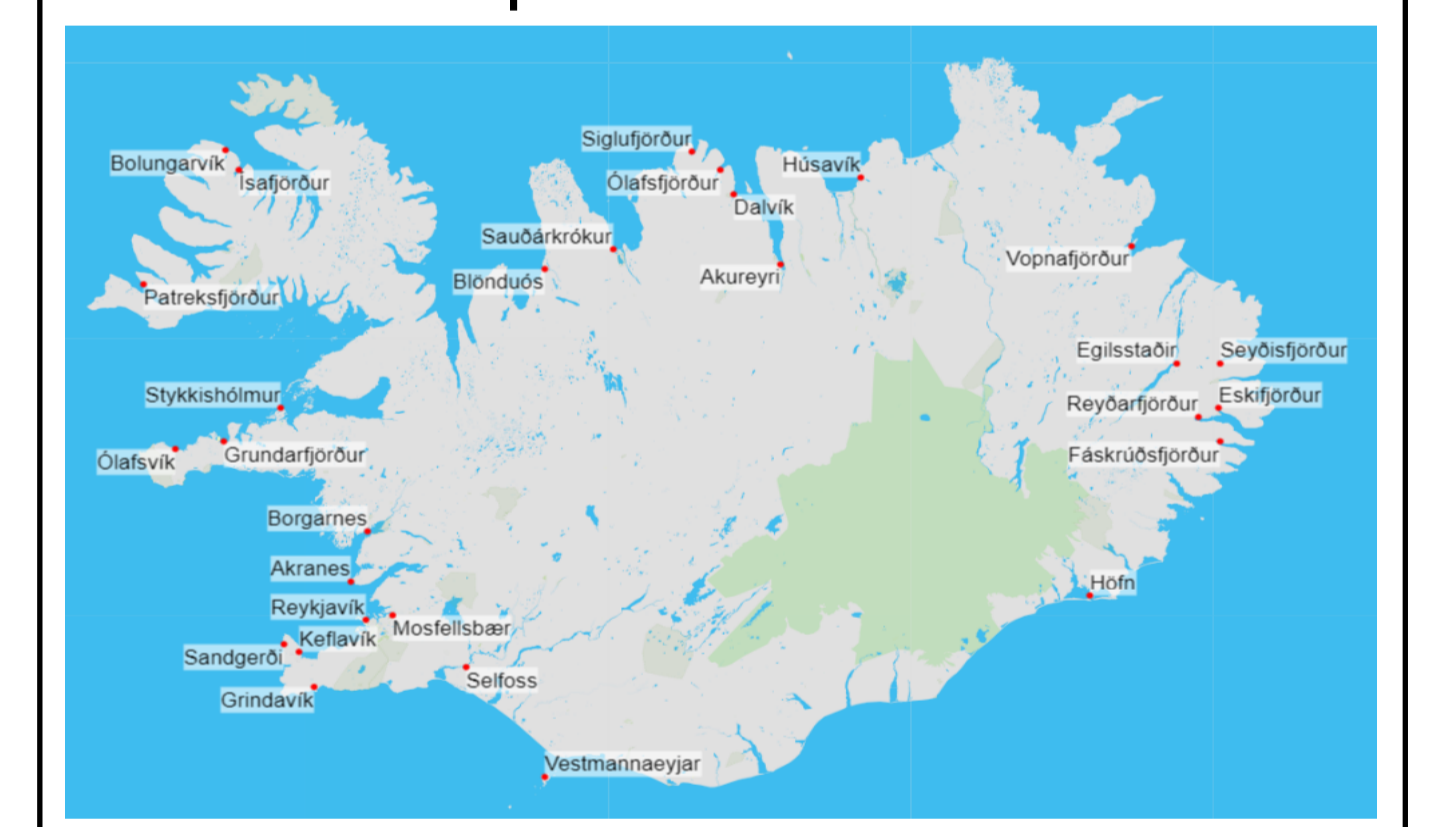 Siglufjörður
Bolungarvík
Ísafjörður
Húsavík
Ólafsfjörður
Dalvík
Sauðárkrókur
Vopnafjörður
Blönduós
Akureyri
Patreksfjörður
Egilsstaðir
Seyðisfjörður
Stykkishólmur
Eskifjörður
Reyðarfjörður
Ólafsvík
Grundarfjörður
Fáskrúðsfjörður
Borgarnes
Akranes
Höfn
Reykjavík
Mosfellsbær
Keflavík
Sandgerði
Selfoss
Grindavík
Vestmannaeyjar